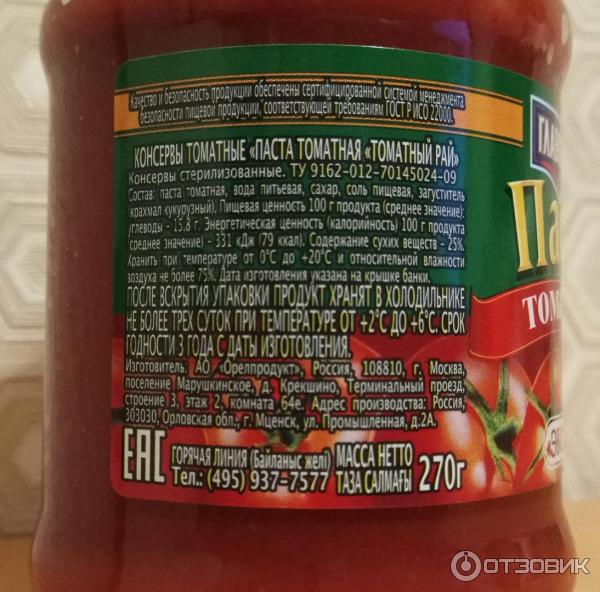 Качество и безопасность продукции обеспечены сертифицированной системой менеджмента
безопасности пищевой продукции, соответствующей требованиям ГОСТ Р ИСО 22000.
КОНСЕРВЫ ТОМАТНЫЕ «ПАСТА ТОМАТНАЯ «ТОМАТНЫЙ РАЙ»
Консервы стерилизованные. ТУ 9162-012-70145024-09
Состав: паста томатная, вода питьевая, сахар, соль пищевая, загуститель
(крахмал кукурузный). Пищевая ценность 100 г продукта (среднее значение):
углеводы - 15,8 г. Энергетическая ценность (калорийность) 100 г продукта
(среднее значение) - 331 кДж (79 ккал). Содержание сухих веществ - 25%.
Хранить при температуре от 0°С до +20°С и относительной влажности
воздуха не более 75%. Дата изготовления указана на крышке банки.
ПОСЛЕ ВСКРЫТИЯ УПАКОВКИ ПРОДУКТ ХРАНЯТ В ХОЛОДИЛЬНИКЕ
НЕ БОЛЕЕ ТРЕХ СУТОК ПРИ ТЕМПЕРАТУРЕ ОТ +2°С ДО +6°С. СРОК
ГОДНОСТИ 3 ГОДА С ДАТЫ ИЗГОТОВЛЕНИЯ.
Изготовитель: АО «Орелпродукт», Россия, 108810, г. Москва,
поселение Марушкинское, д. Крекшино, Терминальный проезд,
строение 3, этаж 2, комната 64е. Адрес производства: Россия,
303030, Орловская обл., г. Мценск, ул. Промышленная, д.2А.
EAC ГОРЯЧАЯ ЛИНИЯ (Байланыс желі) МАССА НЕТТО
Тел.: (495) 937-7577 ТАЗА САЛМАҒЫ 270г
ГЛА
Па
ТОМ
ОТЗОВИК